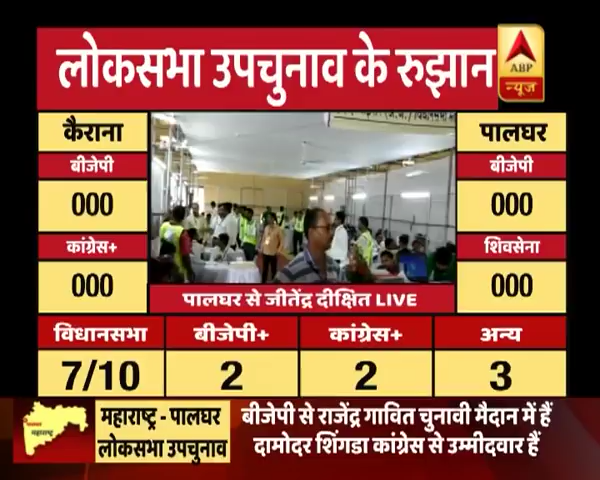 लोकसभा उपचुनाव के रुझान
ABP
न्यूज़
कैराना
बीजेपी
000
कांग्रेस+
000
पालघर
बीजेपी
000
शिवसेना
000
पालघर से जीतेंद्र दीक्षित LIVE
विधानसभा बीजेपी+ कांग्रेस+ अन्य
7/10 2 2 3
महाराष्ट्र
महाराष्ट्र - पालघर
लोकसभा उपचुनाव
बीजेपी से राजेंद्र गावित चुनावी मैदान में हैं
दामोदर शिंगडा कांग्रेस से उम्मीदवार हैं